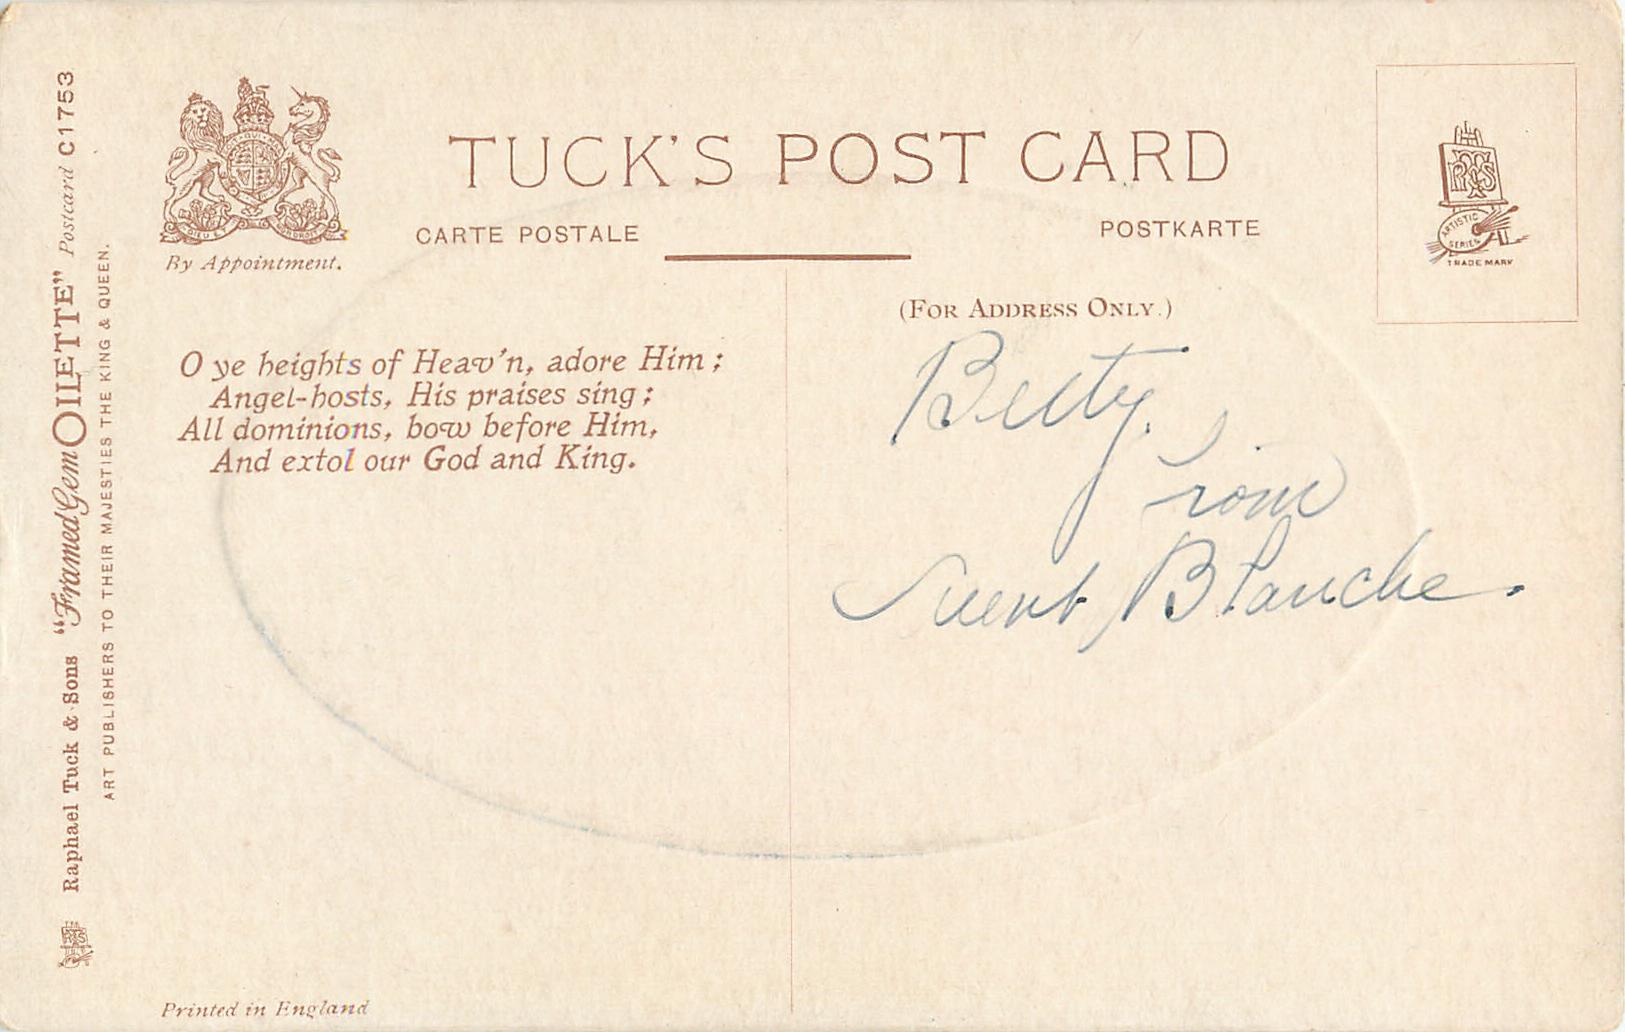 TUCK'S POST CARD
CARTE POSTALE
POSTKARTE
By Appointment.
(FOR ADDRESS ONLY.)
ARTISTIC
SERIES
TRADE MARK
O ye heights of Heav'n, adore Him;
Angel-hosts, His praises sing;
All dominions, bow before Him,
And extol our God and King.
Betty.
From
Aunt Blanche.
Raphael Tuck & Sons "Framed Gem OILETTE" Postcard C1753
ART PUBLISHERS TO THEIR MAJESTIES THE KING & QUEEN.
Printed in England